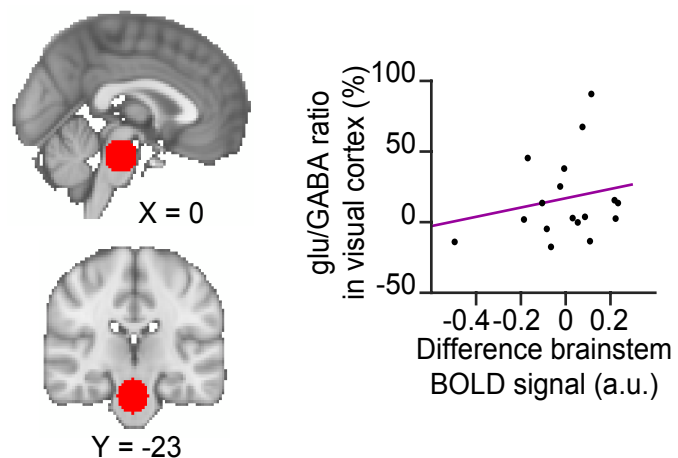 X = 0
Y = -23
glu/GABA ratio
in visual cortex (%)
100
50
0
-50
-0.4 -0.2 0 0.2
Difference brainstem
BOLD signal (a.u.)